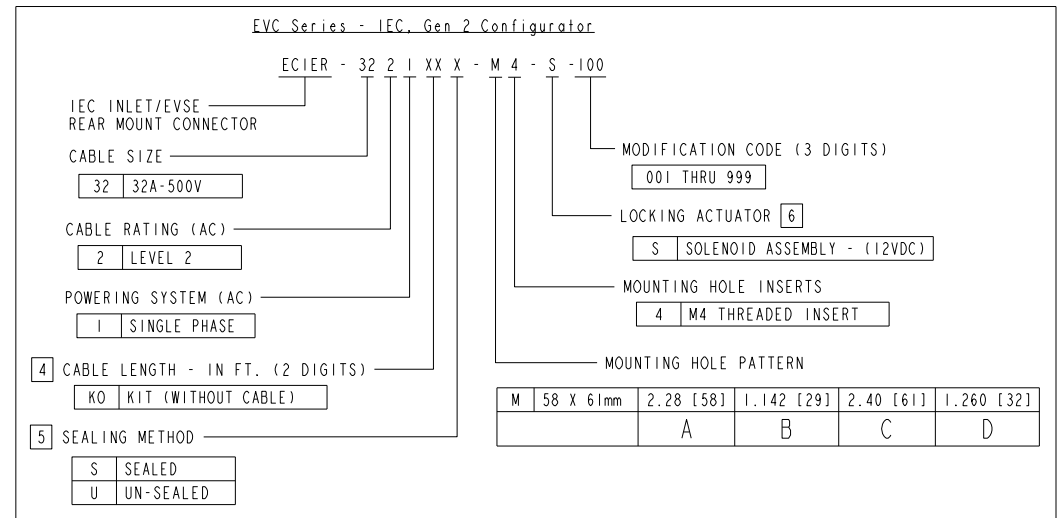 EVC Series - IEC, Gen 2 Configurator
ECIER - 32 2 1 XX X - M 4 - S -100
IEC INLET/EVSE
REAR MOUNT CONNECTOR
CABLE SIZE
32 32A-500V
CABLE RATING (AC)
2 LEVEL 2
POWERING SYSTEM (AC)
1 SINGLE PHASE
4 CABLE LENGTH - IN FT. (2 DIGITS)
K0 KIT (WITHOUT CABLE)
5 SEALING METHOD
S SEALED
U UN-SEALED
MODIFICATION CODE (3 DIGITS)
001 THRU 999
LOCKING ACTUATOR 6
S SOLENOID ASSEMBLY - (12VDC)
MOUNTING HOLE INSERTS
4 M4 THREADED INSERT
MOUNTING HOLE PATTERN
M 58 X 61mm 2.28 [58] 1.142 [29] 2.40 [61] 1.260 [32]
A B C D